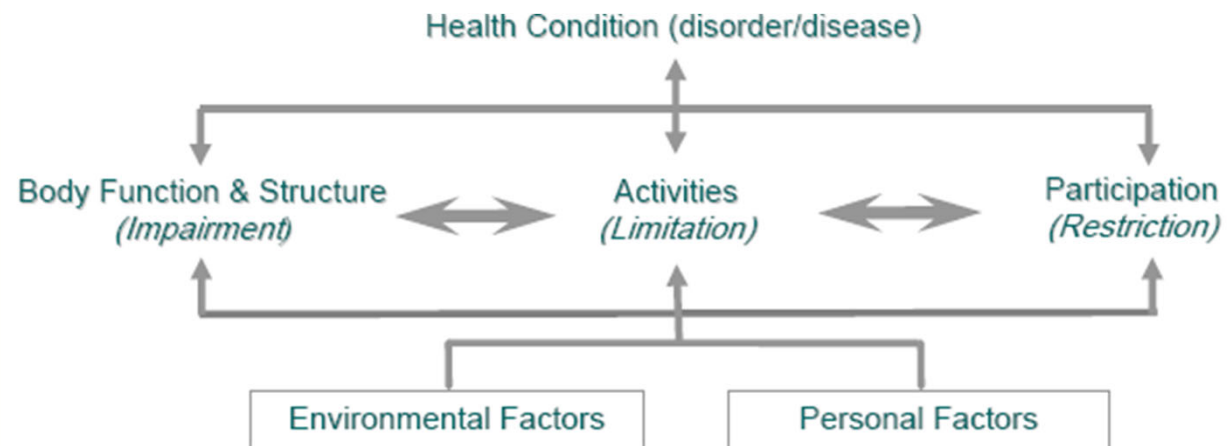 Health Condition (disorder/disease)
Body Function & Structure
(Impairment)
Activities
(Limitation)
Participation
(Restriction)
Environmental Factors
Personal Factors